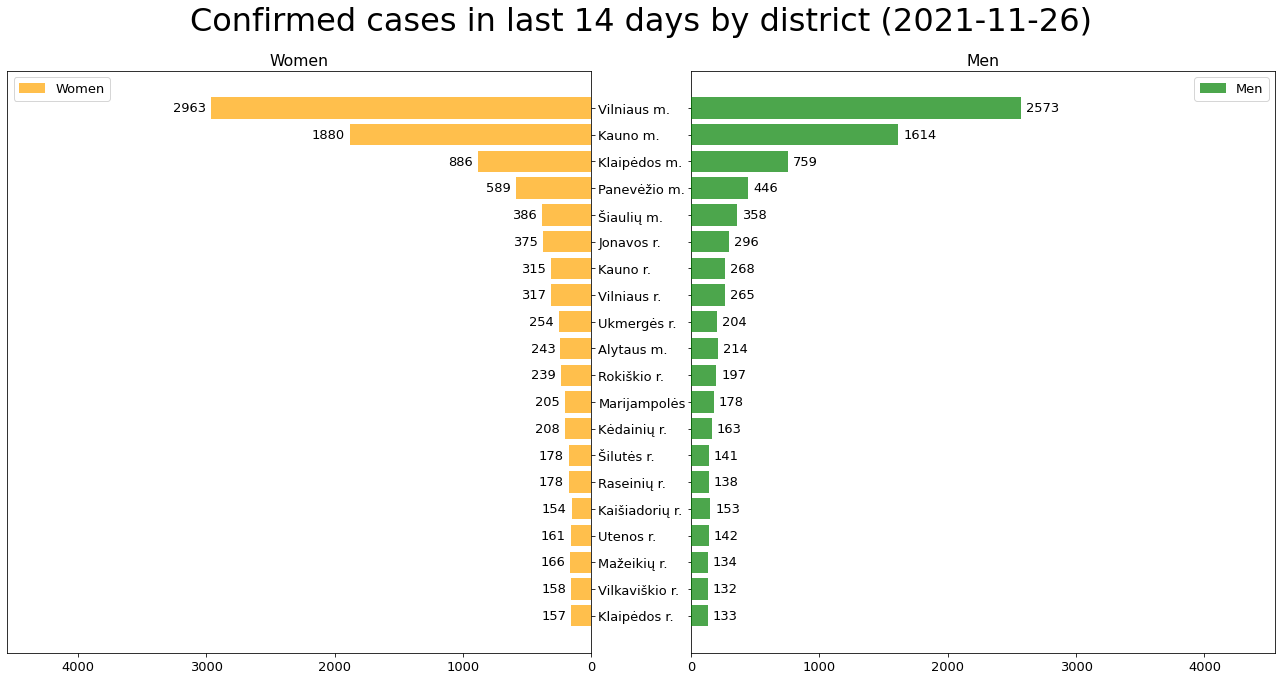 Confirmed cases in last 14 days by district (2021-11-26)
Women Men
Women Men
2963 Vilniaus m. 2573
1880 Kauno m. 1614
886 Klaipėdos m. 759
589 Panevėžio m. 446
386 Šiaulių m. 358
375 Jonavos r. 296
315 Kauno r. 268
317 Vilniaus r. 265
254 Ukmergės r. 204
243 Alytaus m. 214
239 Rokiškio r. 197
205 Marijampolės 178
208 Kėdainių r. 163
178 Šilutės r. 141
178 Raseinių r. 138
154 Kaišiadorių r. 153
161 Utenos r. 142
166 Mažeikių r. 134
158 Vilkaviškio r. 132
157 Klaipėdos r. 133
4000 3000 2000 1000 0 0 1000 2000 3000 4000